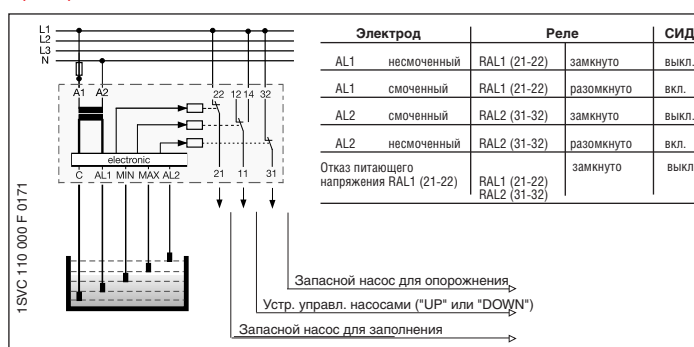 L1
L2
L3
N
A1 A2 22 12 14 32
electronic
C AL1 MIN MAX AL2 21 11 31
1SVC 110 000 F 0171
Запасной насос для опорожнения
Устр. управл. насосами ("UP" или "DOWN")
Запасной насос для заполнения
Электрод Реле СИД
AL1 несмоченный RAL1 (21-22) замкнуто выкл.
AL1 смоченный RAL1 (21-22) разомкнуто вкл.
AL2 смоченный RAL2 (31-32) замкнуто выкл.
AL2 несмоченный RAL2 (31-32) разомкнуто вкл.
Отказ питающего замкнуто выкл
напряжения RAL1 (21-22) RAL1 (21-22)
RAL2 (31-32)